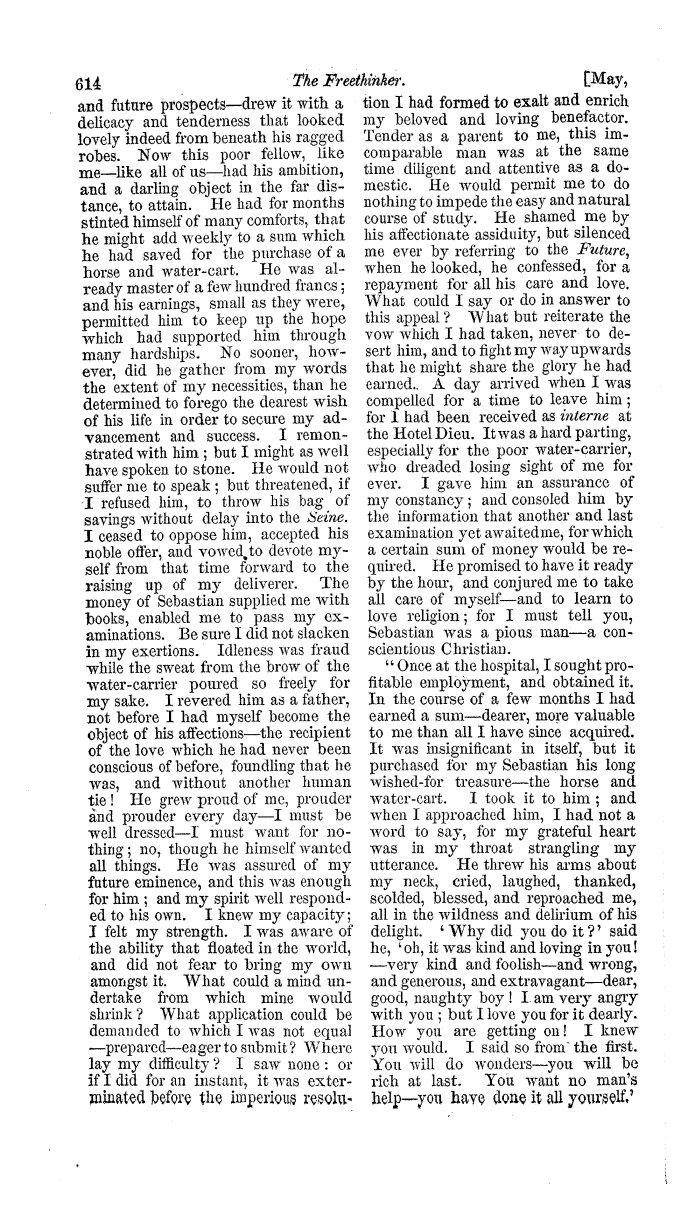 614 The Freethinker. [May,
and future prospects—drew it with a
delicacy and tenderness that looked
lovely indeed from beneath his ragged
robes. Now this poor fellow, like
me—like all of us—had his ambition,
and a darling object in the far dis-
tance, to attain. He had for months
stinted himself of many comforts, that
he might add weekly to a sum which
he had saved for the purchase of a
horse and water-cart. He was al-
ready master of a few hundred francs;
and his earnings, small as they were,
permitted him to keep up the hope
which had supported him through
many hardships. No sooner, how-
ever, did he gather from my words
the extent of my necessities, than he
determined to forego the dearest wish
of his life in order to secure my ad-
vancement and success. I remon-
strated with him; but I might as well
have spoken to stone. He would not
suffer me to speak; but threatened, if
I refused him, to throw his bag of
savings without delay into the Seine.
I ceased to oppose him, accepted his
noble offer, and vowed to devote my-
self from that time forward to the
raising up of my deliverer. The
money of Sebastian supplied me with
books, enabled me to pass my ex-
aminations. Be sure I did not slacken
in my exertions. Idleness was fraud
while the sweat from the brow of the
water-carrier poured so freely for
my sake. I revered him as a father,
not before I had myself become the
object of his affections—the recipient
of the love which he had never been
conscious of before, foundling that he
was, and without another human
tie! He grew proud of me, prouder
and prouder every day—I must be
well dressed—I must want for no-
thing; no, though he himself wanted
all things. He was assured of my
future eminence, and this was enough
for him; and my spirit well respond-
ed to his own. I knew my capacity;
I felt my strength. I was aware of
the ability that floated in the world,
and did not fear to bring my own
amongst it. What could a mind un-
dertake from which mine would
shrink? What application could be
demanded to which I was not equal
—prepared—eager to submit? Where
lay my difficulty? I saw none: or
if I did for an instant, it was exter-
minated before the imperious resolu-
tion I had formed to exalt and enrich
my beloved and loving benefactor.
Tender as a parent to me, this im-
comparable man was at the same
time diligent and attentive as a do-
mestic. He would permit me to do
nothing to impede the easy and natural
course of study. He shamed me by
his affectionate assiduity, but silenced
me ever by referring to the Future,
when he looked, he confessed, for a
repayment for all his care and love.
What could I say or do in answer to
this appeal? What but reiterate the
vow which I had taken, never to de-
sert him, and to fight my way upwards
that he might share the glory he had
earned. A day arrived when I was
compelled for a time to leave him;
for I had been received as interne at
the Hotel Dieu. It was a hard parting,
especially for the poor water-carrier,
who dreaded losing sight of me for
ever. I gave him an assurance of
my constancy; and consoled him by
the information that another and last
examination yet awaited me, for which
a certain sum of money would be re-
quired. He promised to have it ready
by the hour, and conjured me to take
all care of myself—and to learn to
love religion; for I must tell you,
Sebastian was a pious man—a con-
scientious Christian.
“Once at the hospital, I sought pro-
fitable employment, and obtained it.
In the course of a few months I had
earned a sum—dearer, more valuable
to me than all I have since acquired.
It was insignificant in itself, but it
purchased for my Sebastian his long
wished-for treasure—the horse and
water-cart. I took it to him; and
when I approached him, I had not a
word to say, for my grateful heart
was in my throat strangling my
utterance. He threw his arms about
my neck, cried, laughed, thanked,
scolded, blessed, and reproached me,
all in the wildness and delirium of his
delight. ‘Why did you do it?’ said
he, ‘oh, it was kind and loving in you!
—very kind and foolish—and wrong,
and generous, and extravagant—dear,
good, naughty boy! I am very angry
with you; but I love you for it dearly.
How you are getting on! I knew
you would. I said so from the first.
You will do wonders—you will be
rich at last. You want no man's
help—you have done it all yourself.’